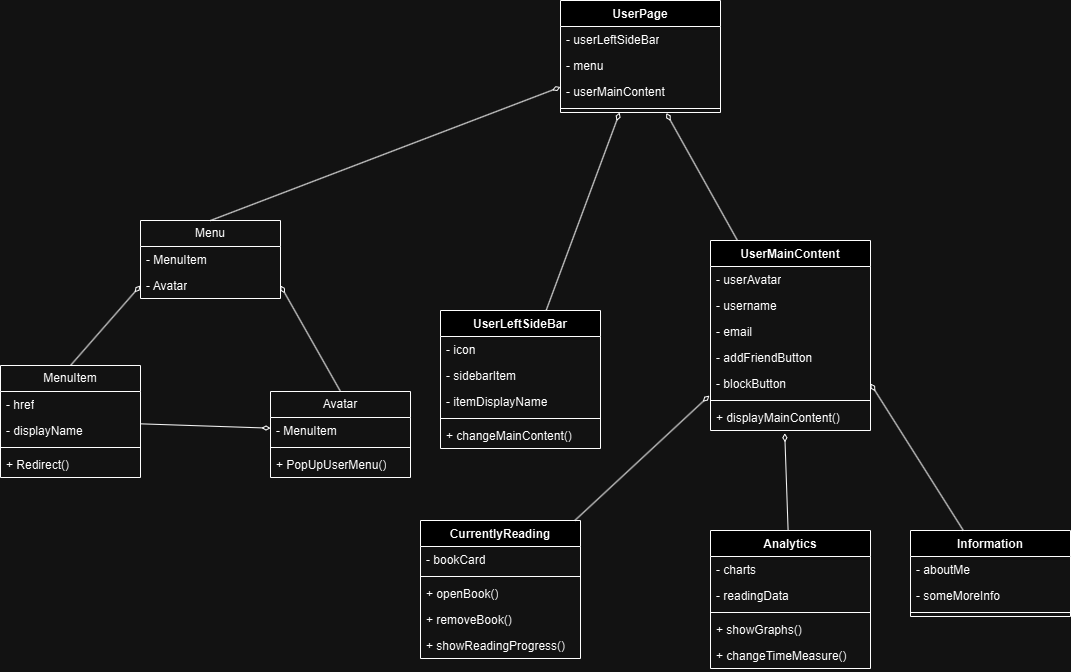 UserPage
- userLeftSideBar
- menu
- userMainContent
Menu
- MenuItem
- Avatar
UserMainContent
- userAvatar
- username
- email
- addFriendButton
- blockButton
+ displayMainContent()
UserLeftSideBar
- icon
- sidebarItem
- itemDisplayName
+ changeMainContent()
MenuItem
- href
- displayName
+ Redirect()
Avatar
- MenuItem
+ PopUpUserMenu()
CurrentlyReading
- bookCard
+ openBook()
+ removeBook()
+ showReadingProgress()
Analytics
- charts
- readingData
+ showGraphs()
+ changeTimeMeasure()
Information
- aboutMe
- someMoreInfo